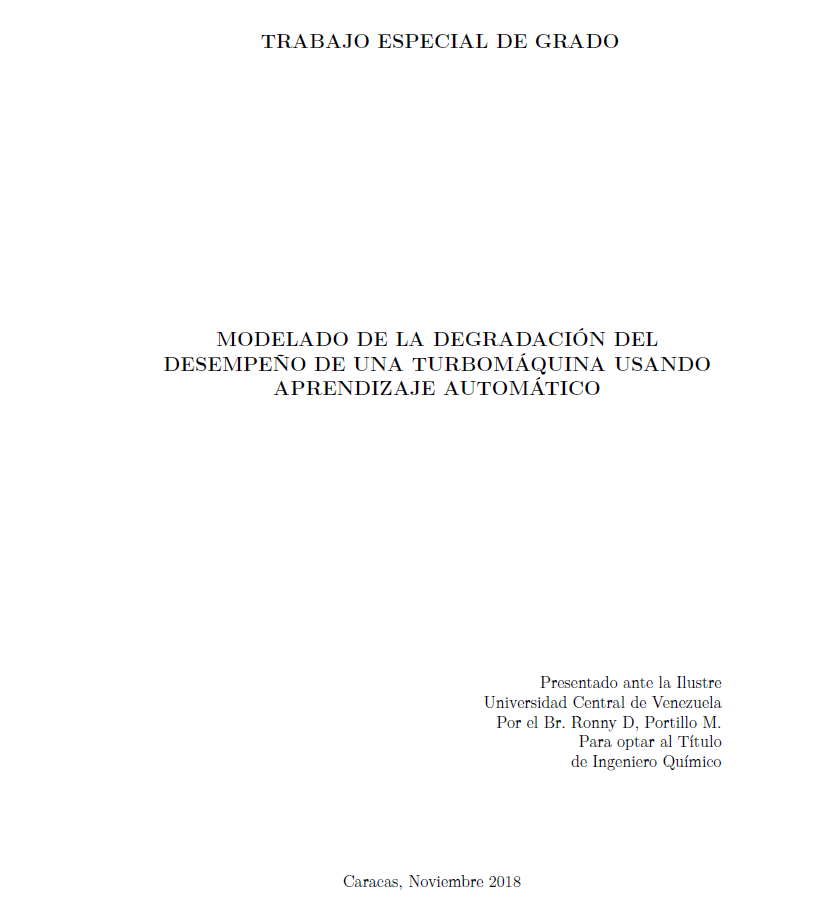 TRABAJO ESPECIAL DE GRADO
MODELADO DE LA DEGRADACIÓN DEL
DESEMPEÑO DE UNA TURBOMÁQUINA USANDO
APRENDIZAJE AUTOMÁTICO
Presentado ante la Ilustre
Universidad Central de Venezuela
Por el Br. Ronny D, Portillo M.
Para optar al Título
de Ingeniero Químico
Caracas, Noviembre 2018